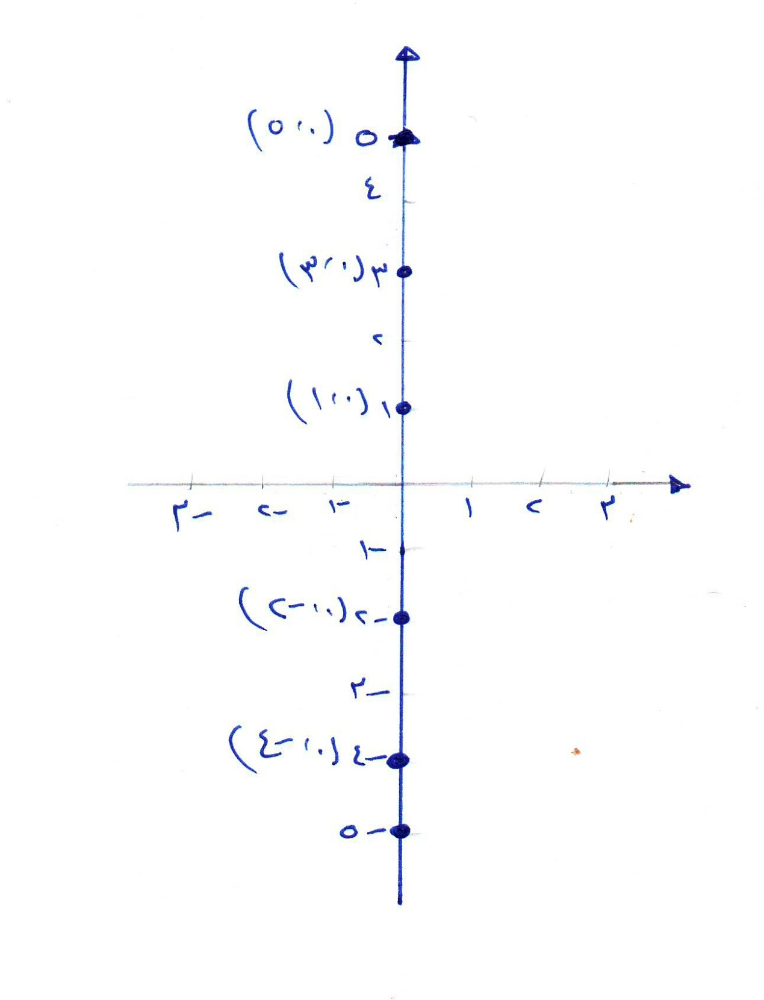 (٠، ٥) ٥
٤
(٠، ٣) ٣
٢
(٠، ١) ١
٣- ٢- ١- ١ ٢ ٣
١-
(٠، ٢-) ٢-
٣-
(٠، ٤-) ٤-
٥-